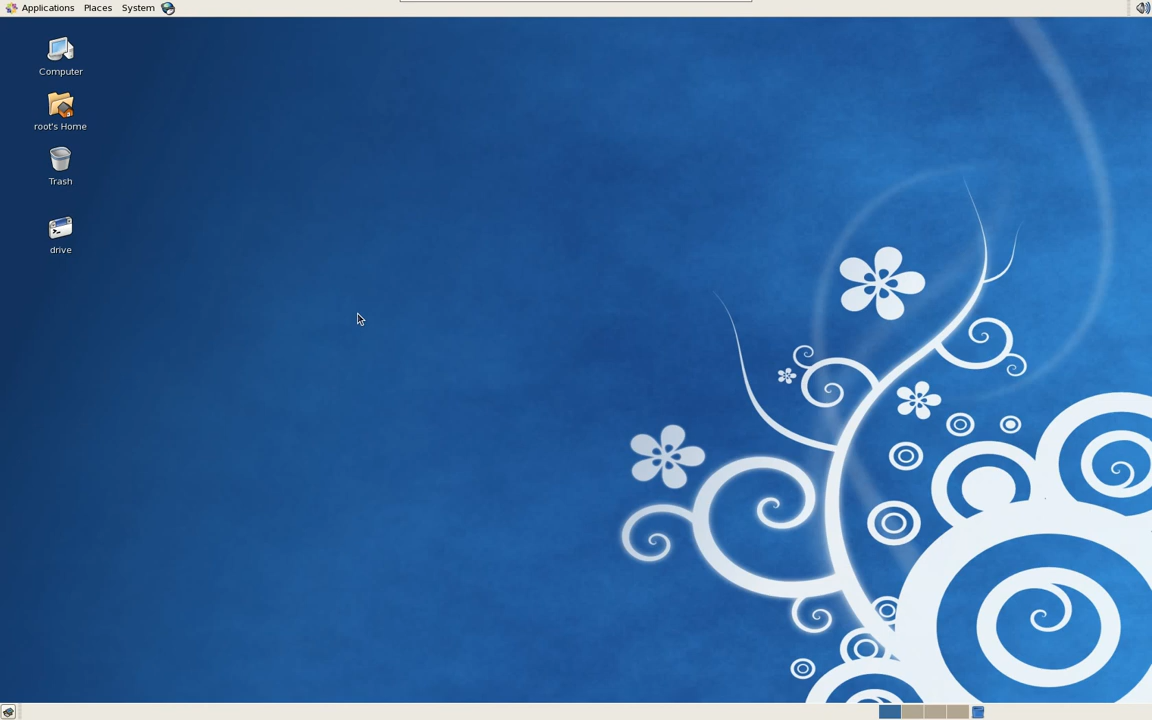 Applications Places System
Computer
root's Home
Trash
drive